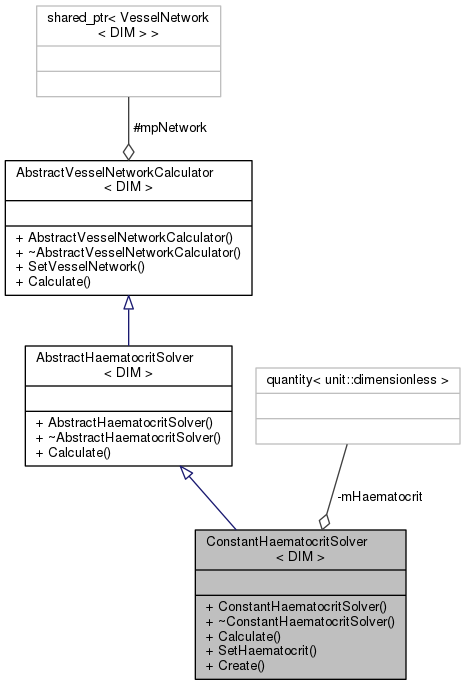 shared_ptr< VesselNetwork
< DIM > >
#mpNetwork
AbstractVesselNetworkCalculator
< DIM >
+ AbstractVesselNetworkCalculator()
+ ~AbstractVesselNetworkCalculator()
+ SetVesselNetwork()
+ Calculate()
AbstractHaematocritSolver
< DIM >
+ AbstractHaematocritSolver()
+ ~AbstractHaematocritSolver()
+ Calculate()
quantity< unit::dimensionless >
-mHaematocrit
ConstantHaematocritSolver
< DIM >
+ ConstantHaematocritSolver()
+ ~ConstantHaematocritSolver()
+ Calculate()
+ SetHaematocrit()
+ Create()